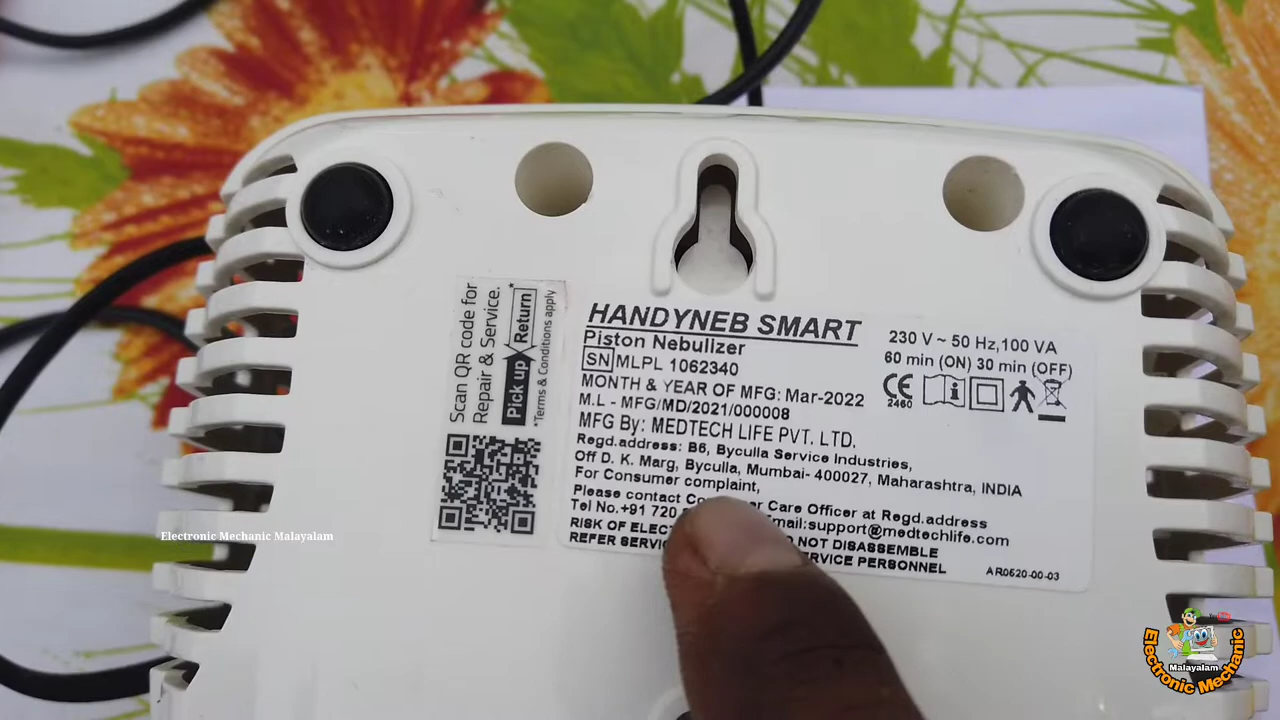 Scan QR code for
Repair & Service.
Pick up Return*
*Terms & Conditions apply
HANDYNEB SMART
Piston Nebulizer
SN MLPL 1062340
MONTH & YEAR OF MFG: Mar-2022
M.L - MFG/MD/2021/000008
MFG By: MEDTECH LIFE PVT. LTD.
Regd.address: B6, Byculla Service Industries,
Off D. K. Marg, Byculla, Mumbai- 400027, Maharashtra, INDIA
For Consumer complaint,
Please contact Care Officer at Regd.address
Tel No.+91 720 support@medtechlife.com
RISK OF NOT DISASSEMBLE
REFER PERSONNEL
AR0520-00-03
230 V ~ 50 Hz,100 VA
60 min (ON) 30 min (OFF)
CE
2460
Electronic Mechanic Malayalam
Malayalam
Electronic Mechanic